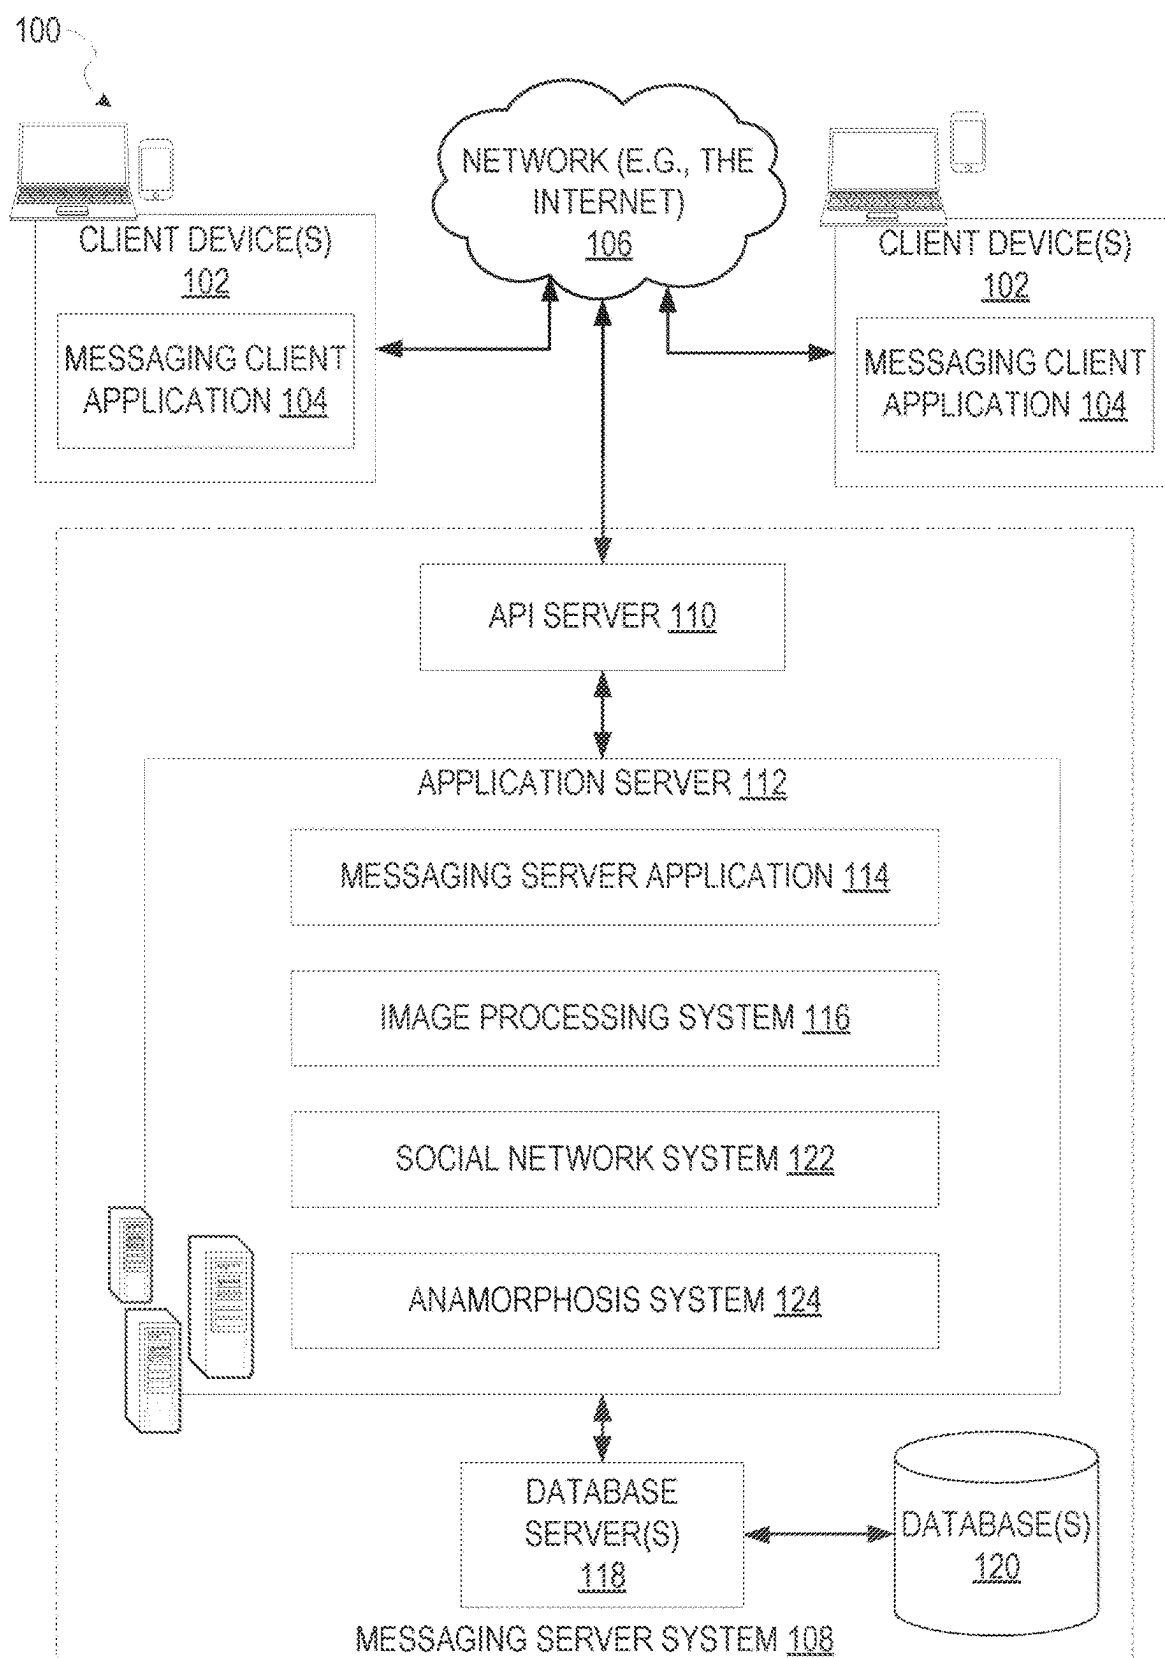 100
NETWORK (E.G., THE
INTERNET)
106
CLIENT DEVICE(S)
102
MESSAGING CLIENT
APPLICATION 104
CLIENT DEVICE(S)
102
MESSAGING CLIENT
APPLICATION 104
API SERVER 110
APPLICATION SERVER 112
MESSAGING SERVER APPLICATION 114
IMAGE PROCESSING SYSTEM 116
SOCIAL NETWORK SYSTEM 122
ANAMORPHOSIS SYSTEM 124
DATABASE
SERVER(S)
118
DATABASE(S)
120
MESSAGING SERVER SYSTEM 108